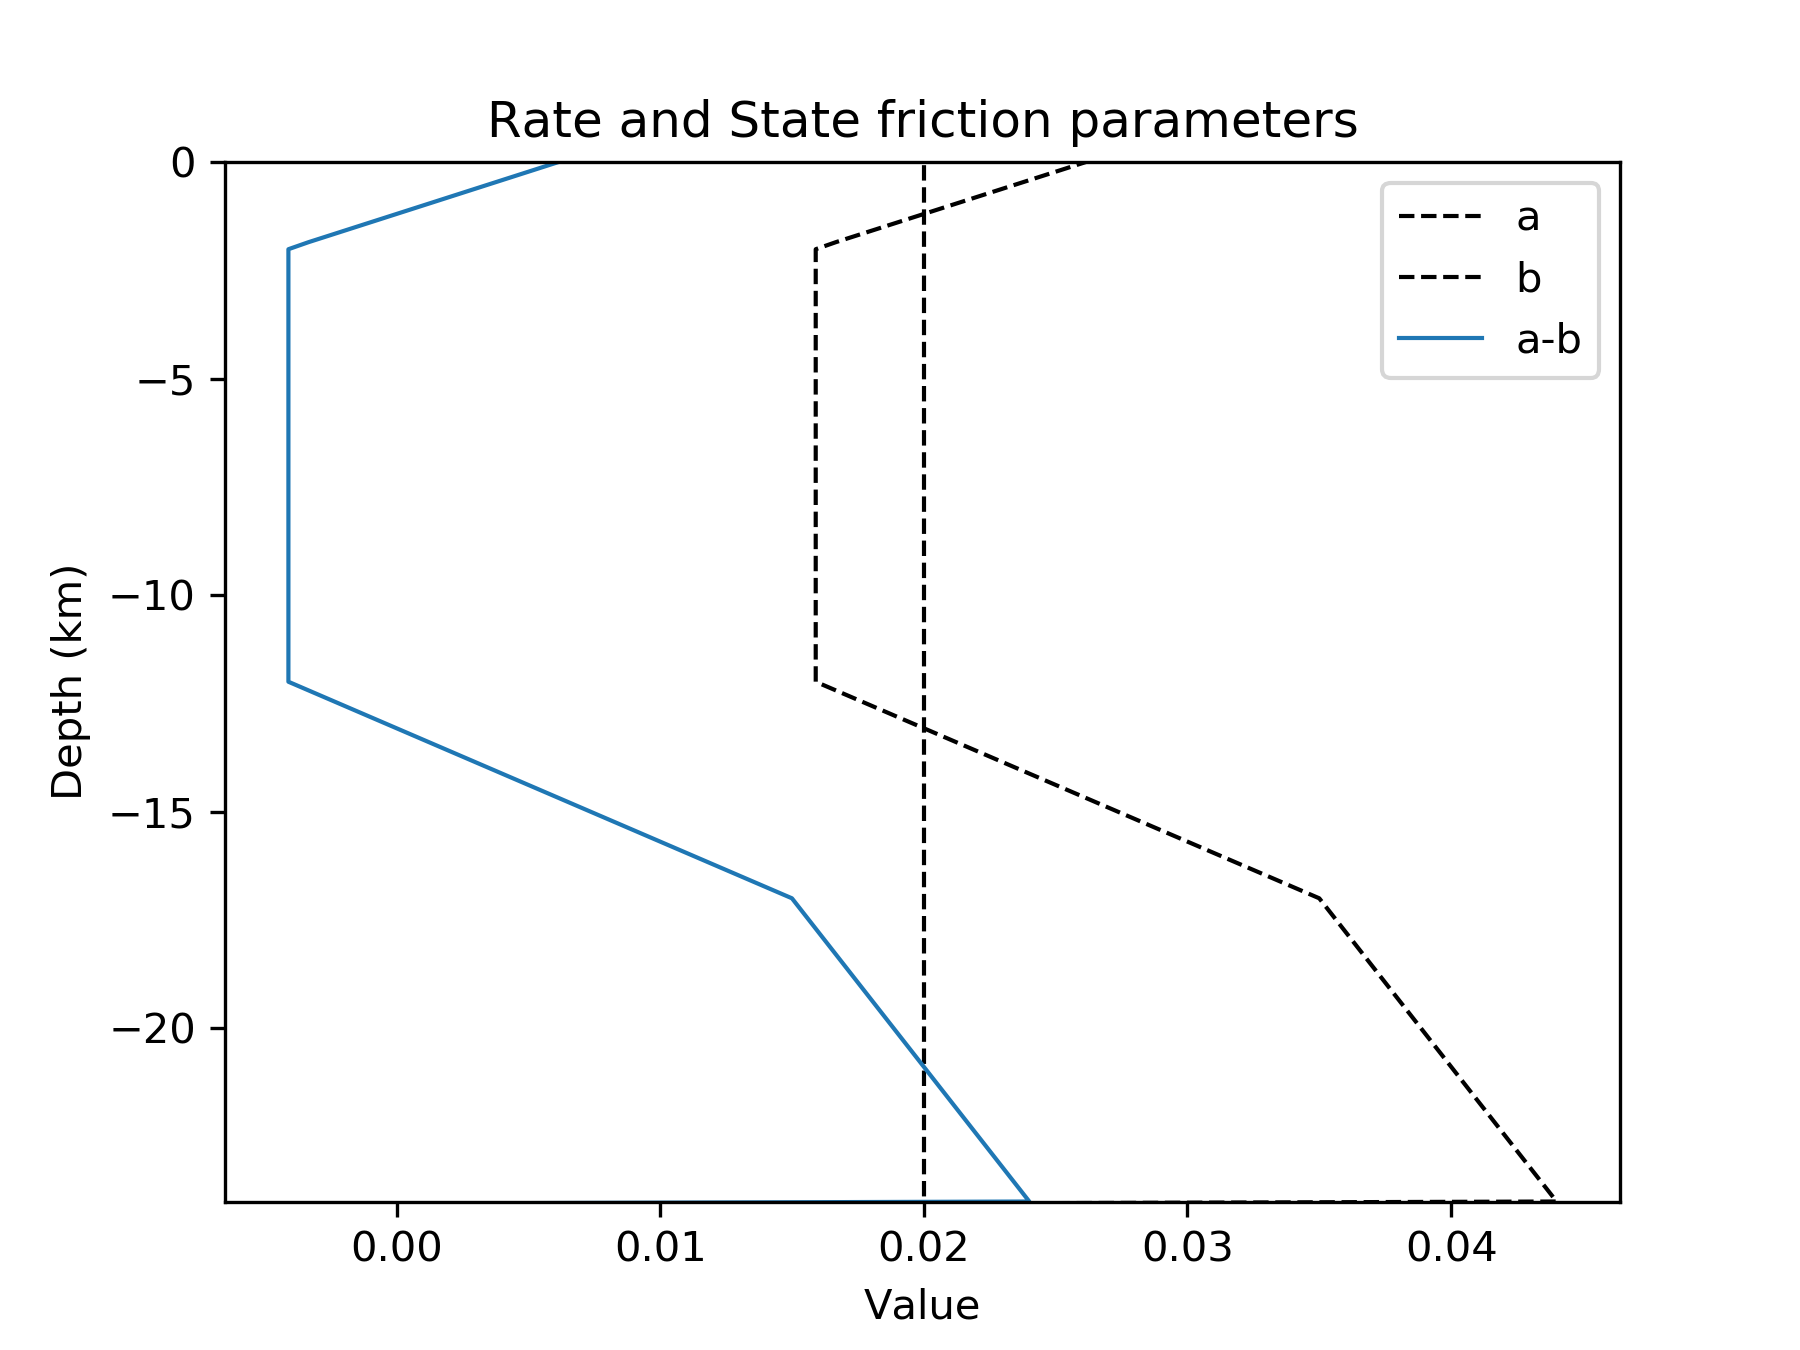 Rate and State friction parameters
0
−5
−10
−15
−20
Depth (km)
a
b
a-b
0.00 0.01 0.02 0.03 0.04
Value